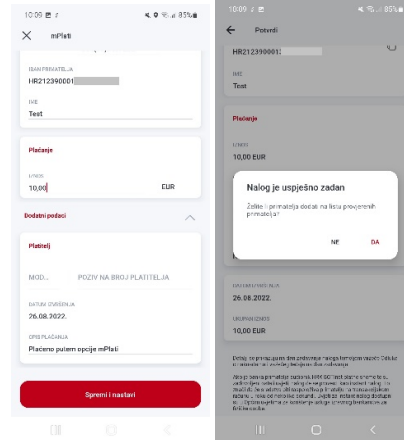 10:09
85%
mPlati
IBAN PRIMATELJA
HR212390001
IME
Test
Plaćanje
IZNOS
10,00
EUR
Dodatni podaci
Platitelj
MOD...
POZIV NA BROJ PLATITELJA
DATUM IZVRŠENJA
26.08.2022.
OPIS PLAĆANJA
Plaćeno putem opcije mPlati
Spremi i nastavi
10:09
85%
Potvrdi
HR212390001
IME
Test
Plaćanje
IZNOS
10,00 EUR
Nalog je uspješno zadan
Želite li primatelja dodati na listu provjerenih
primatelja?
NE
DA
DATUM IZVRŠENJA
26.08.2022.
UKUPAN IZNOS
10,00 EUR